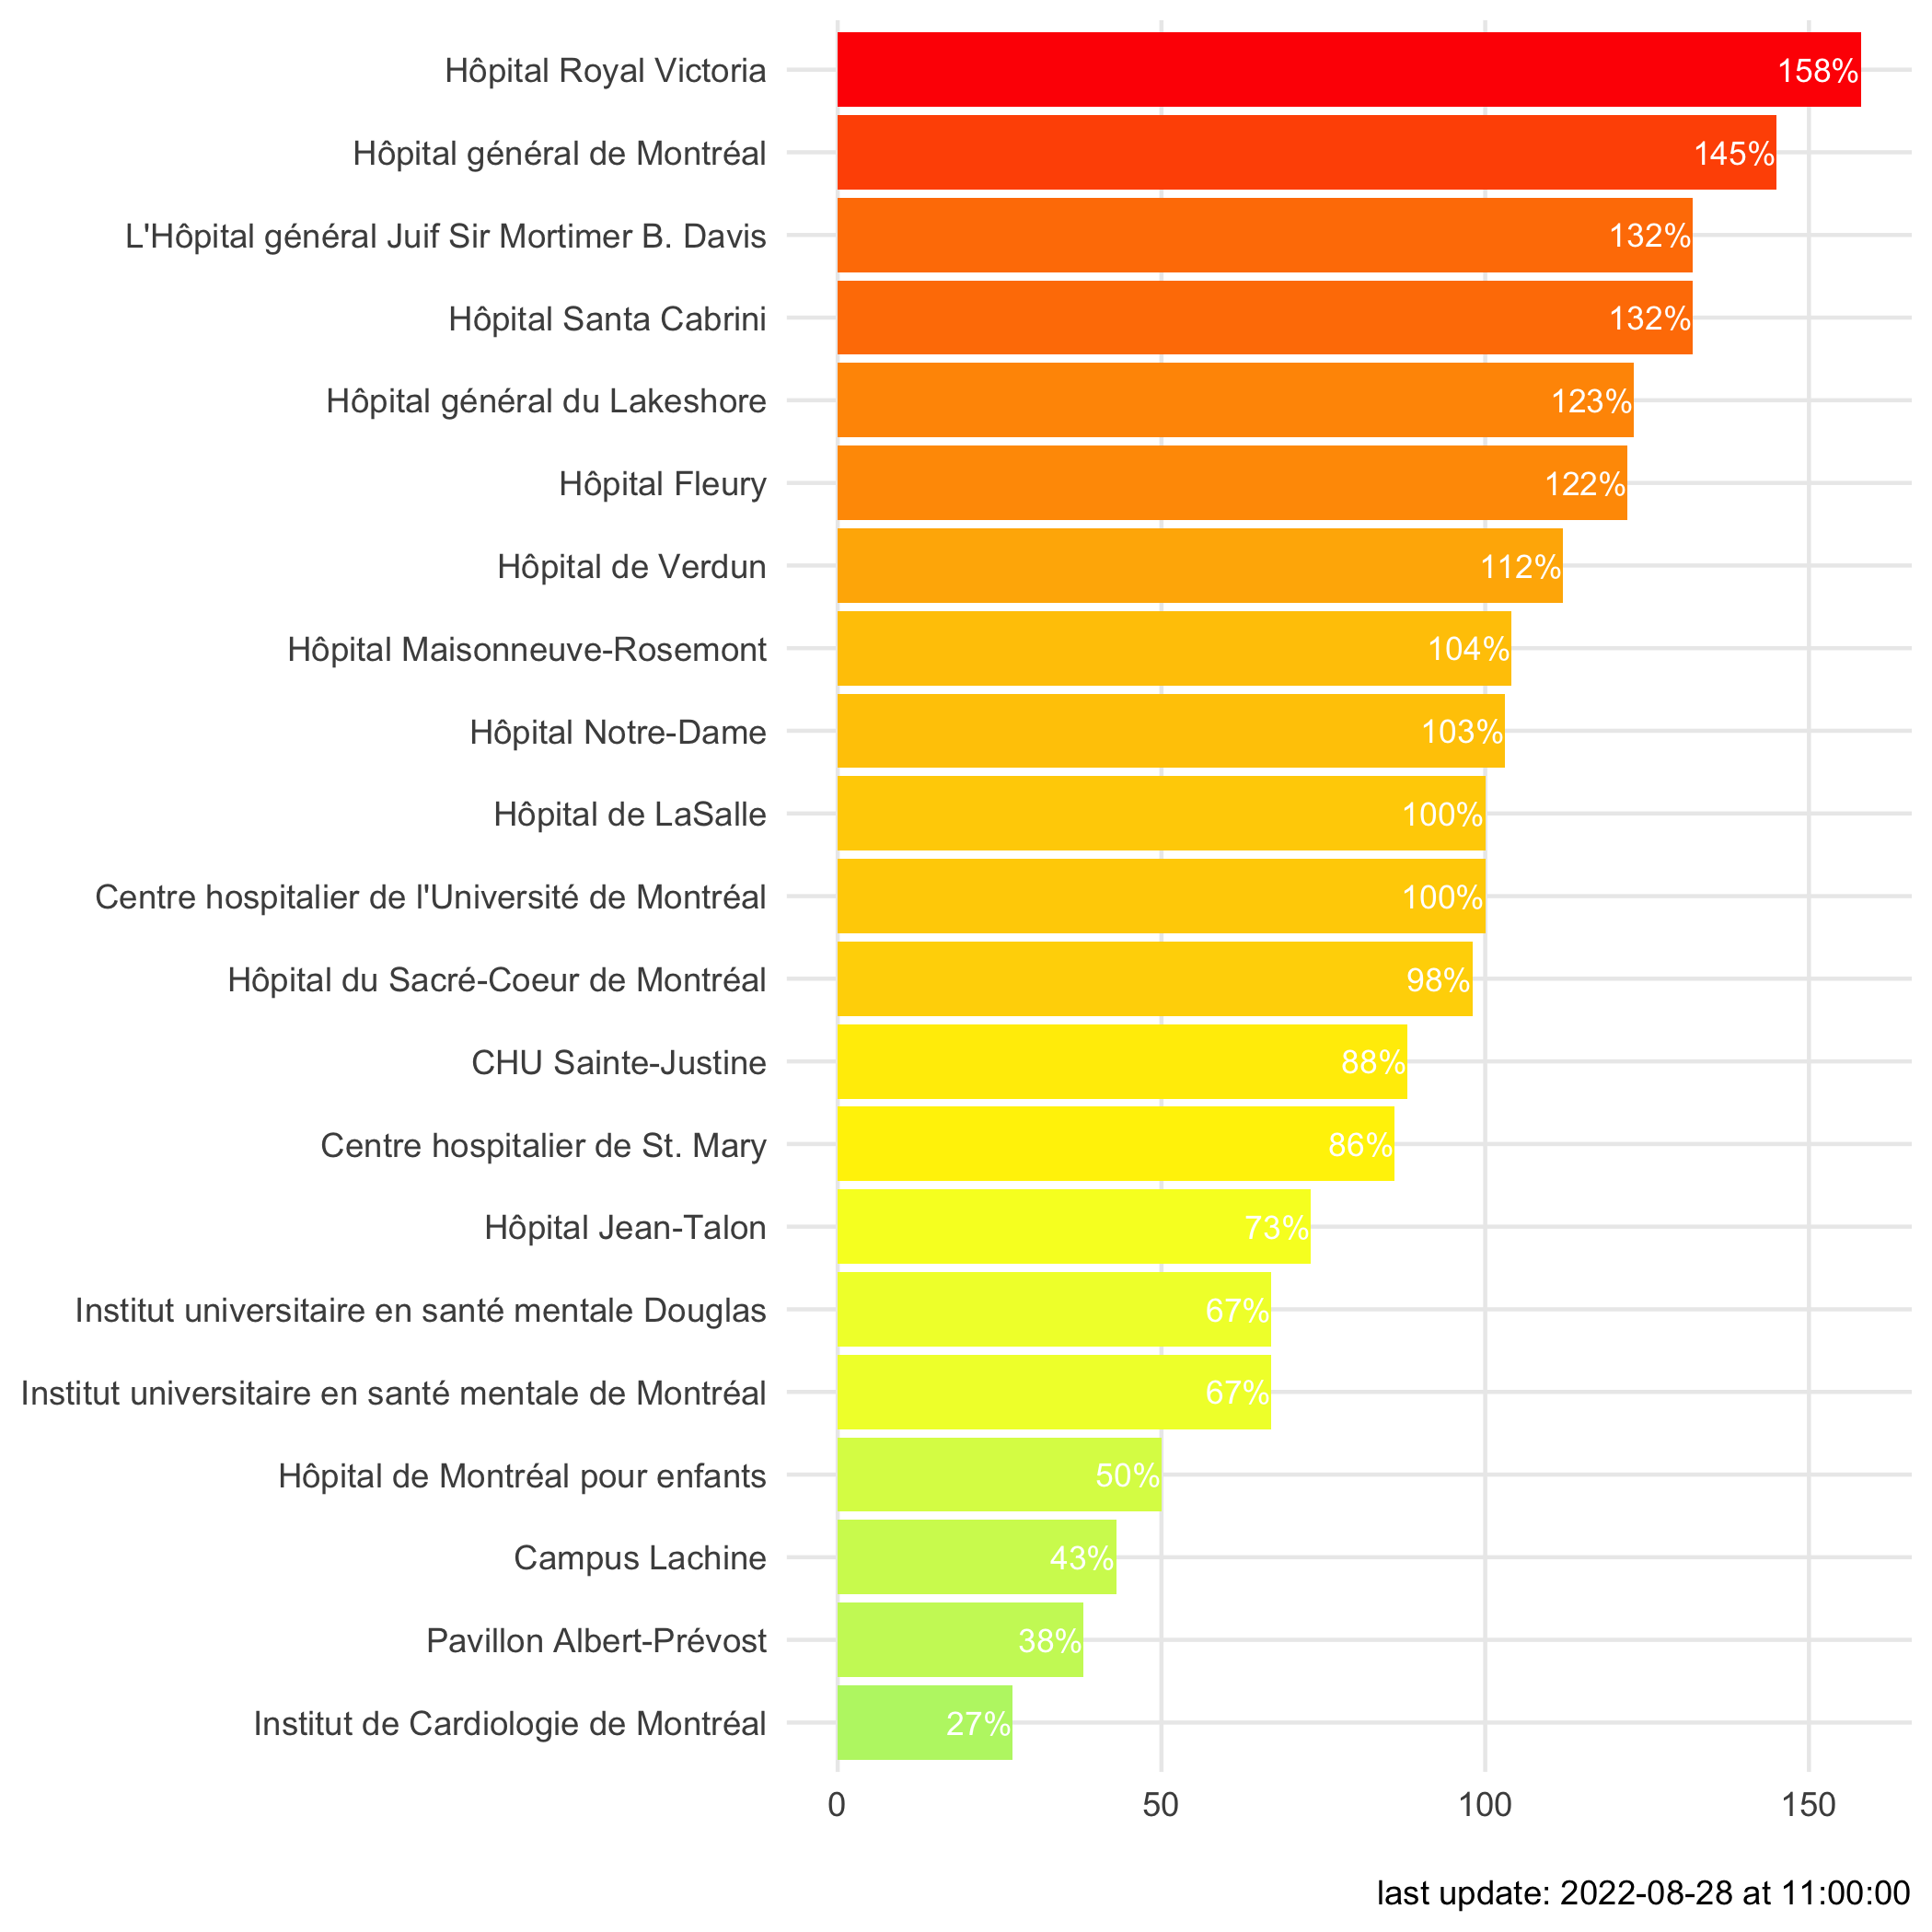 Hôpital Royal Victoria 158%
Hôpital général de Montréal 145%
L'Hôpital général Juif Sir Mortimer B. Davis 132%
Hôpital Santa Cabrini 132%
Hôpital général du Lakeshore 123%
Hôpital Fleury 122%
Hôpital de Verdun 112%
Hôpital Maisonneuve-Rosemont 104%
Hôpital Notre-Dame 103%
Hôpital de LaSalle 100%
Centre hospitalier de l'Université de Montréal 100%
Hôpital du Sacré-Coeur de Montréal 98%
CHU Sainte-Justine 88%
Centre hospitalier de St. Mary 86%
Hôpital Jean-Talon 73%
Institut universitaire en santé mentale Douglas 67%
Institut universitaire en santé mentale de Montréal 67%
Hôpital de Montréal pour enfants 50%
Campus Lachine 43%
Pavillon Albert-Prévost 38%
Institut de Cardiologie de Montréal 27%
0 50 100 150
last update: 2022-08-28 at 11:00:00